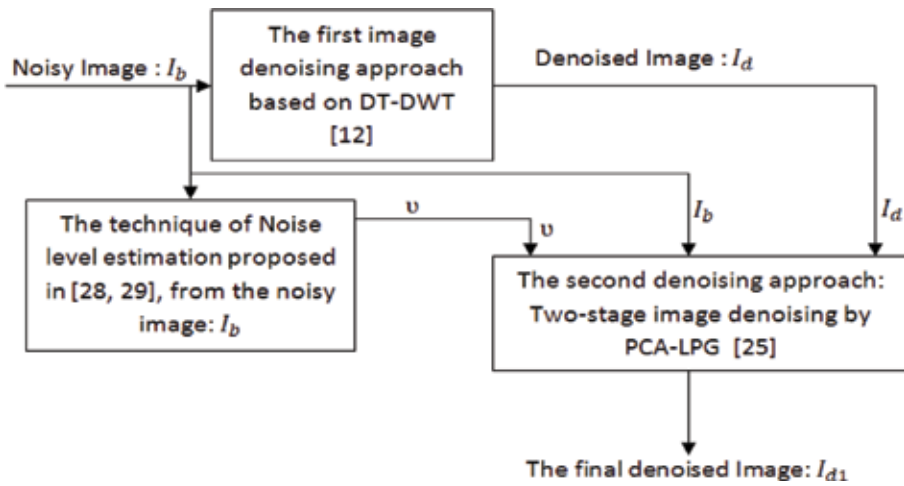 Noisy Image : I_b
The first image
denoising approach
based on DT-DWT
[12]
Denoised Image : I_d
The technique of Noise
level estimation proposed
in [28, 29], from the noisy
image: I_b
υ
υ
I_b
I_d
The second denoising approach:
Two-stage image denoising by
PCA-LPG [25]
The final denoised Image: I_{d1}